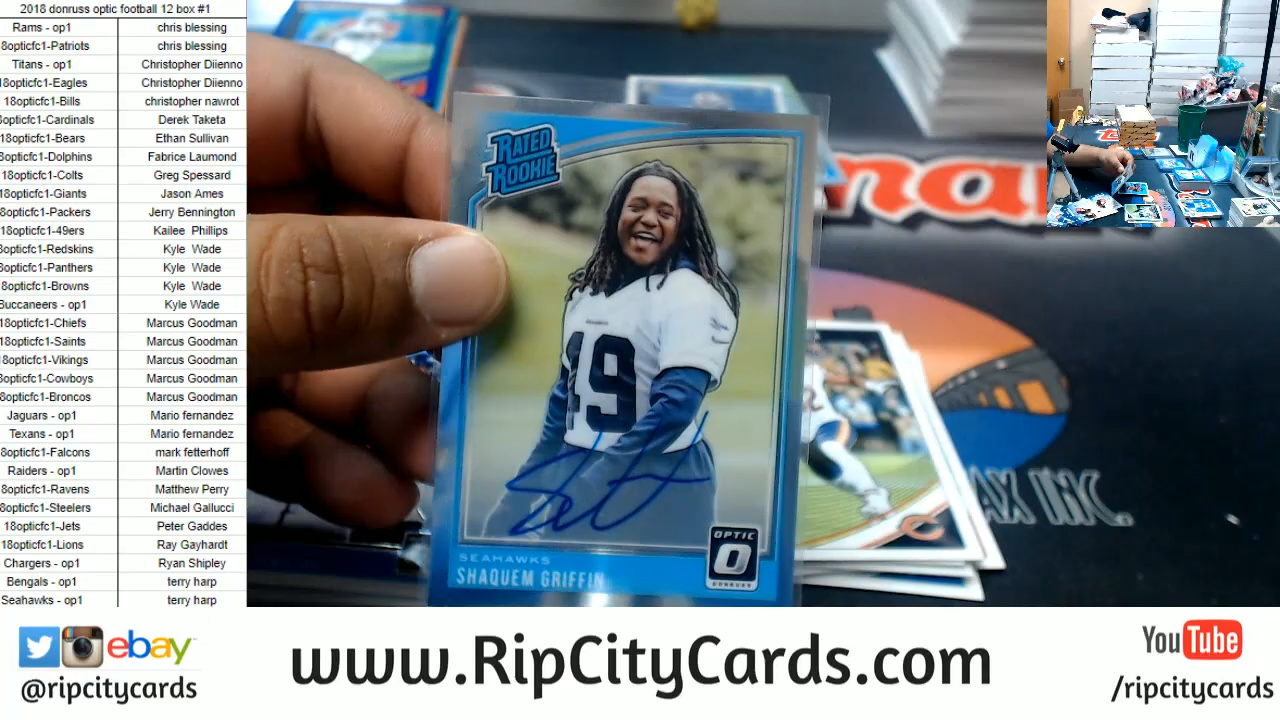 2018 donruss optic football 12 box #1
Rams - op1 chris blessing
8opticfc1-Patriots chris blessing
Titans - op1 Christopher Diienno
18opticfc1-Eagles Christopher Diienno
18opticfc1-Bills christopher nawrot
8opticfc1-Cardinals Derek Taketa
18opticfc1-Bears Ethan Sullivan
8opticfc1-Dolphins Fabrice Laumond
18opticfc1-Colts Greg Spessard
18opticfc1-Giants Jason Ames
8opticfc1-Packers Jerry Bennington
18opticfc1-49ers Kailee Phillips
8opticfc1-Redskins Kyle Wade
8opticfc1-Panthers Kyle Wade
8opticfc1-Browns Kyle Wade
Buccaneers - op1 Kyle Wade
18opticfc1-Chiefs Marcus Goodman
18opticfc1-Saints Marcus Goodman
18opticfc1-Vikings Marcus Goodman
8opticfc1-Cowboys Marcus Goodman
8opticfc1-Broncos Marcus Goodman
Jaguars - op1 Mario fernandez
Texans - op1 Mario fernandez
8opticfc1-Falcons mark fetterhoff
Raiders - op1 Martin Clowes
8opticfc1-Ravens Matthew Perry
8opticfc1-Steelers Michael Gallucci
18opticfc1-Jets Peter Gaddes
18opticfc1-Lions Ray Gayhardt
Chargers - op1 Ryan Shipley
Bengals - op1 terry harp
Seahawks - op1 terry harp
RATED
ROOKIE
49
OPTIC
DONRUSS
SEAHAWKS
SHAQUEM GRIFFIN
INC.
ebay
@ripcitycards
www.RipCityCards.com
YouTube
/ripcitycards